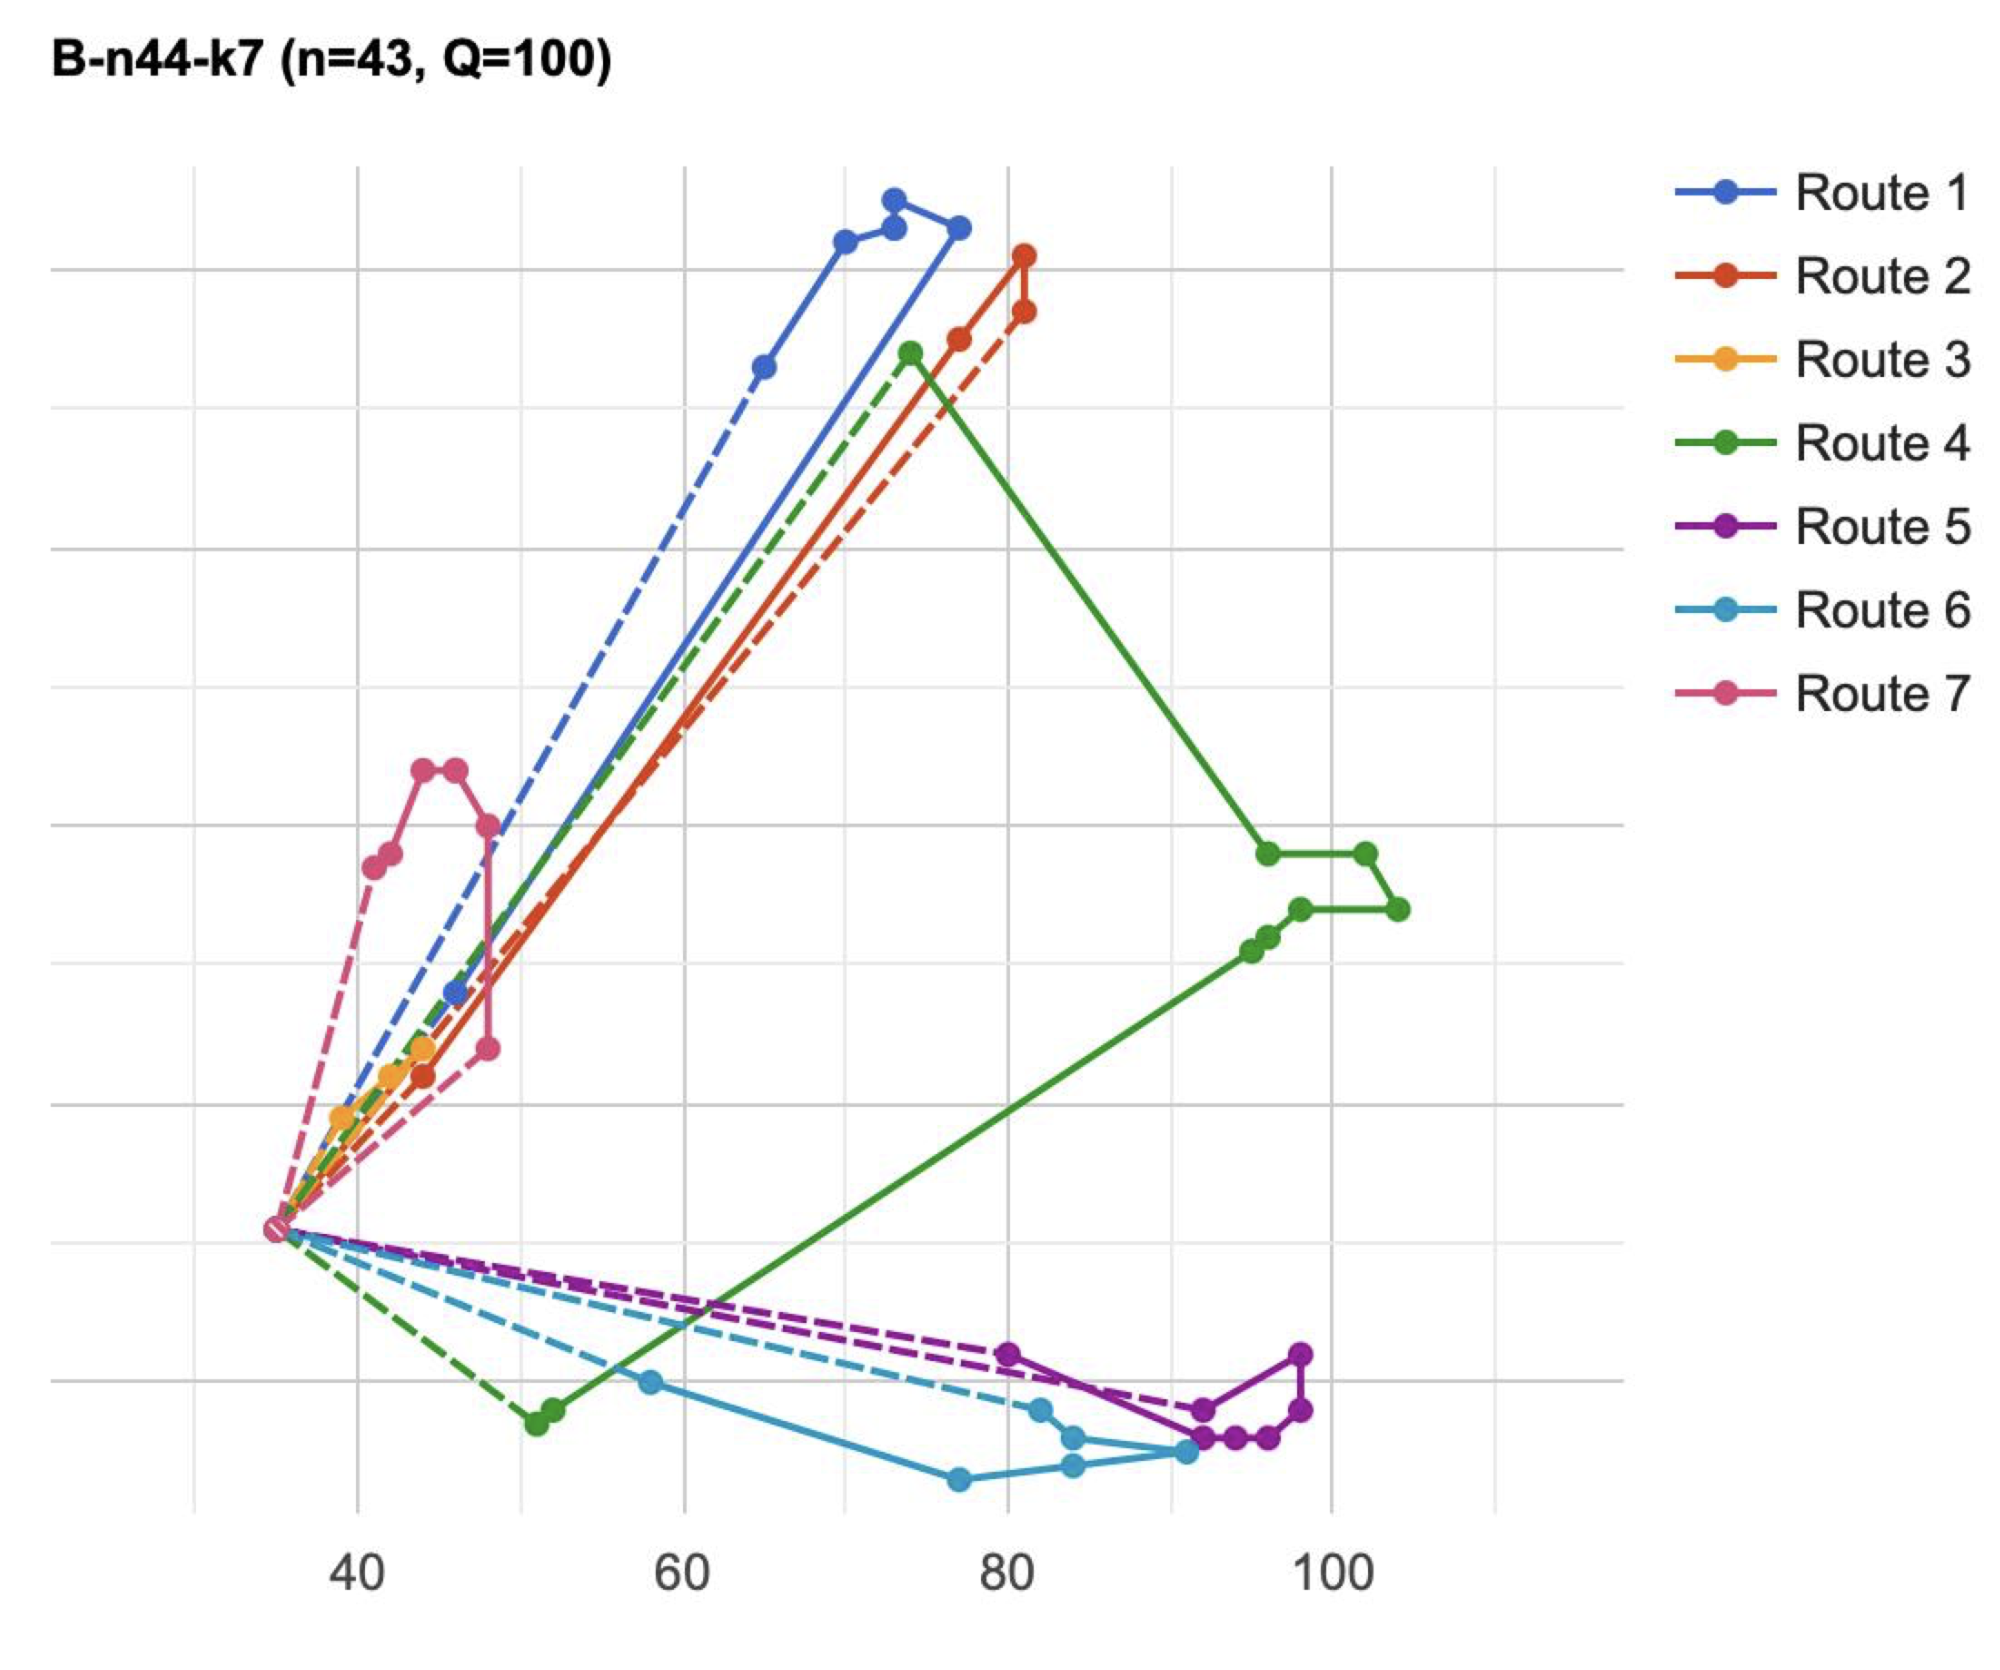 B-n44-k7 (n=43, Q=100)
Route 1
Route 2
Route 3
Route 4
Route 5
Route 6
Route 7
40 60 80 100